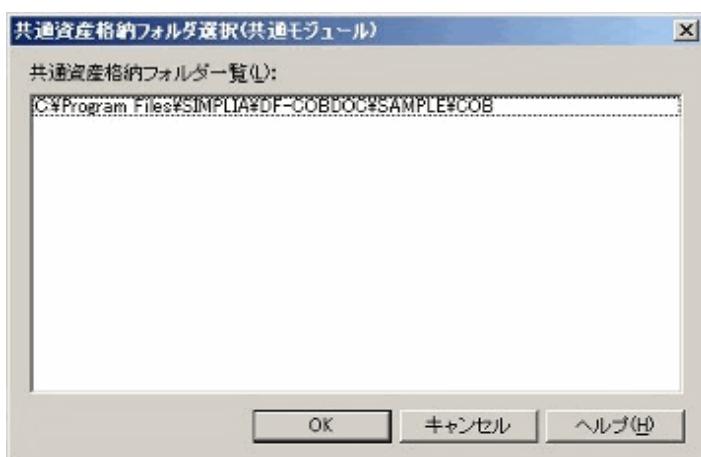 共通資産格納フォルダ選択(共通モジュール)
共通資産格納フォルダ一覧(L):
C:¥Program Files¥SIMPLIA¥DF-COBDOC¥SAMPLE¥COB
OK
キャンセル
ヘルプ(H)